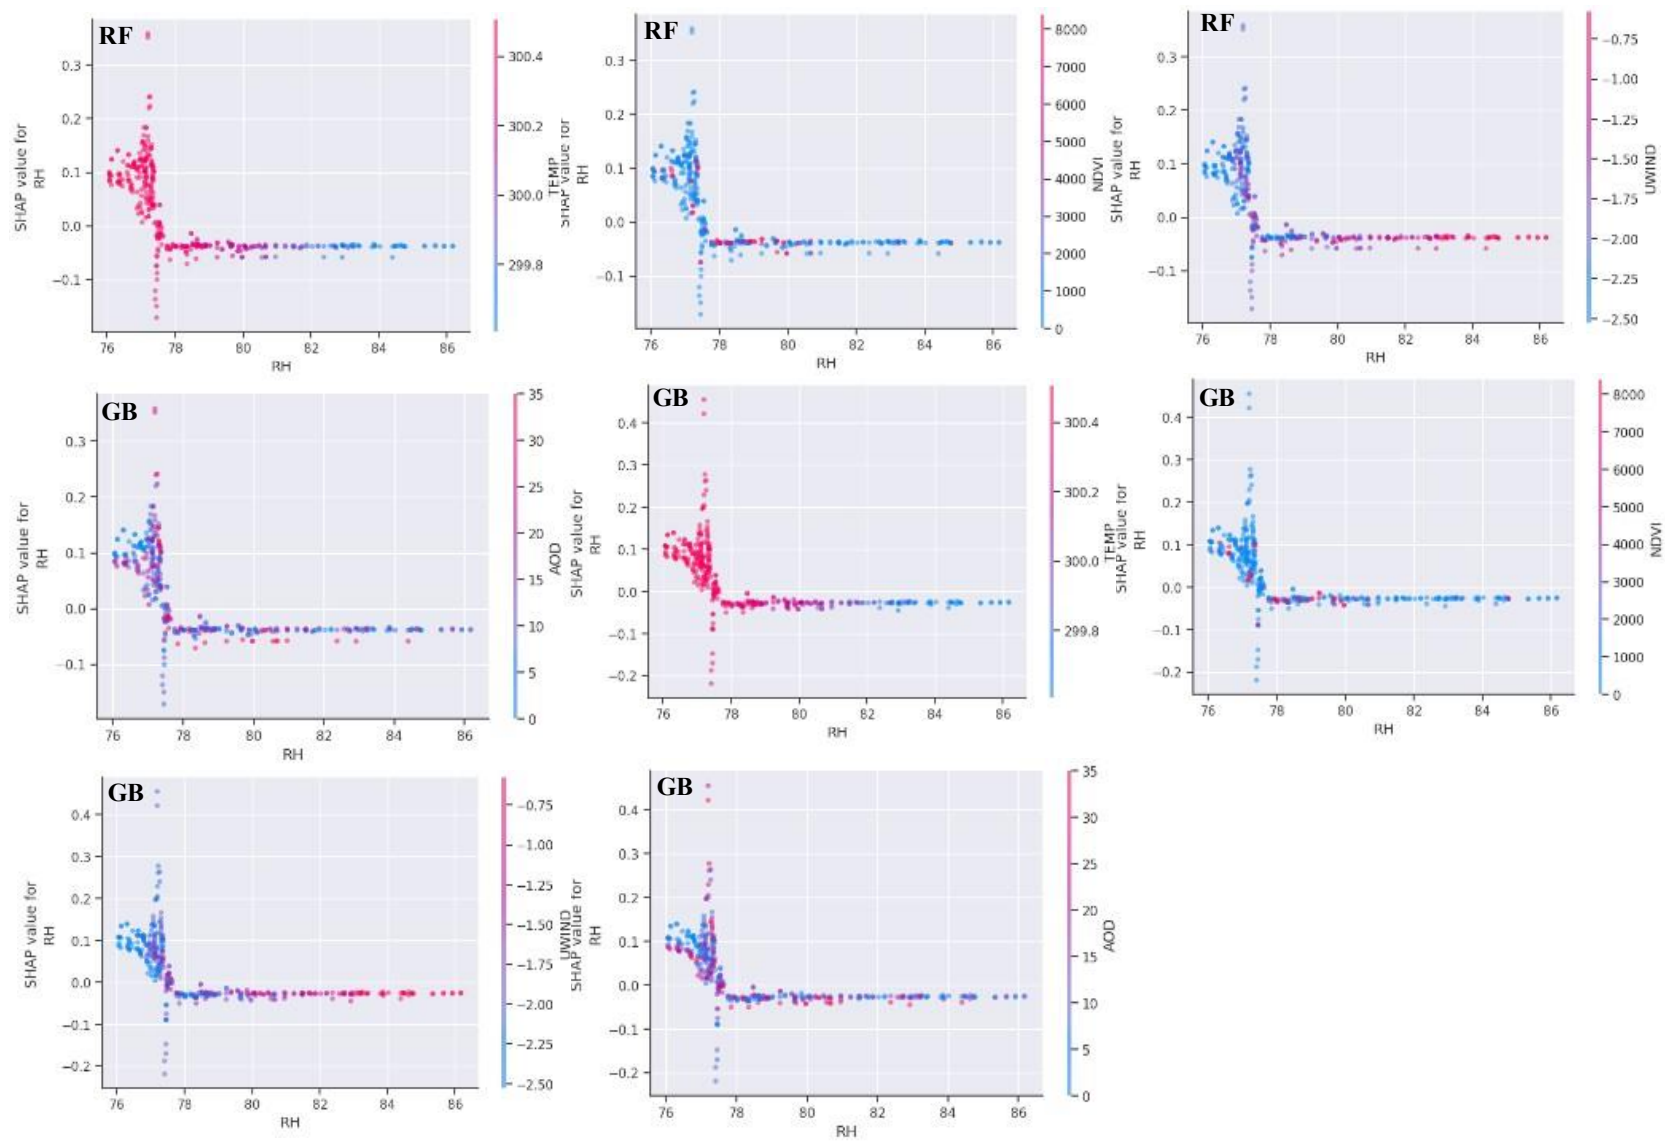 RF
0.3
0.2
0.1
0.0
−0.1
76 78 80 82 84 86
RH
SHAP value for
RH
300.4
300.2
300.0
299.8
TEMP
RF
0.3
0.2
0.1
0.0
−0.1
76 78 80 82 84 86
RH
SHAP value for
RH
8000
7000
6000
5000
4000
3000
2000
1000
0
NDVI
RF
0.3
0.2
0.1
0.0
−0.1
76 78 80 82 84 86
RH
SHAP value for
RH
−0.75
−1.00
−1.25
−1.50
−1.75
−2.00
−2.25
−2.50
UWIND
GB
0.3
0.2
0.1
0.0
−0.1
76 78 80 82 84 86
RH
SHAP value for
RH
35
30
25
20
15
10
5
0
AOD
GB
0.4
0.3
0.2
0.1
0.0
−0.1
−0.2
76 78 80 82 84 86
RH
SHAP value for
RH
300.4
300.2
300.0
299.8
TEMP
GB
0.4
0.3
0.2
0.1
0.0
−0.1
−0.2
76 78 80 82 84 86
RH
SHAP value for
RH
8000
7000
6000
5000
4000
3000
2000
1000
0
NDVI
GB
0.4
0.3
0.2
0.1
0.0
−0.1
−0.2
76 78 80 82 84 86
RH
SHAP value for
RH
−0.75
−1.00
−1.25
−1.50
−1.75
−2.00
−2.25
−2.50
UWIND
GB
0.4
0.3
0.2
0.1
0.0
−0.1
−0.2
76 78 80 82 84 86
RH
SHAP value for
RH
35
30
25
20
15
10
5
0
AOD